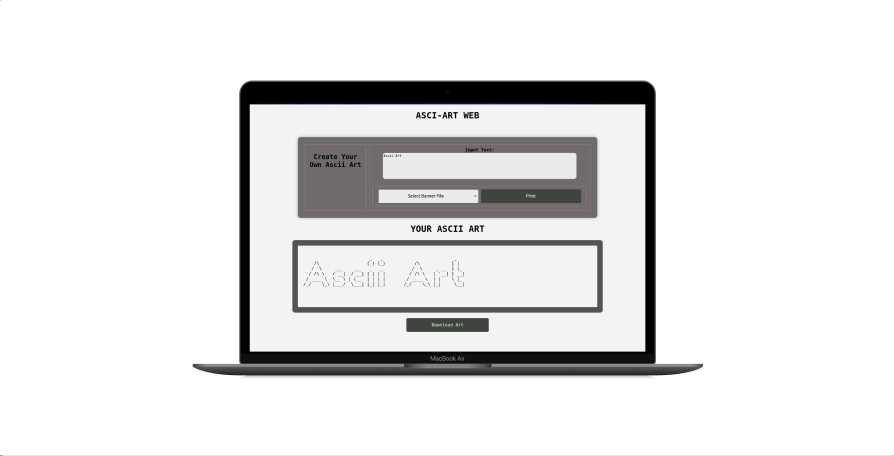 ASCI-ART WEB
Create Your
Own Ascii Art
Input Text:
Ascii Art
Select Banner File
Print
YOUR ASCII ART
Ascii Art
Download Art
MacBook Air